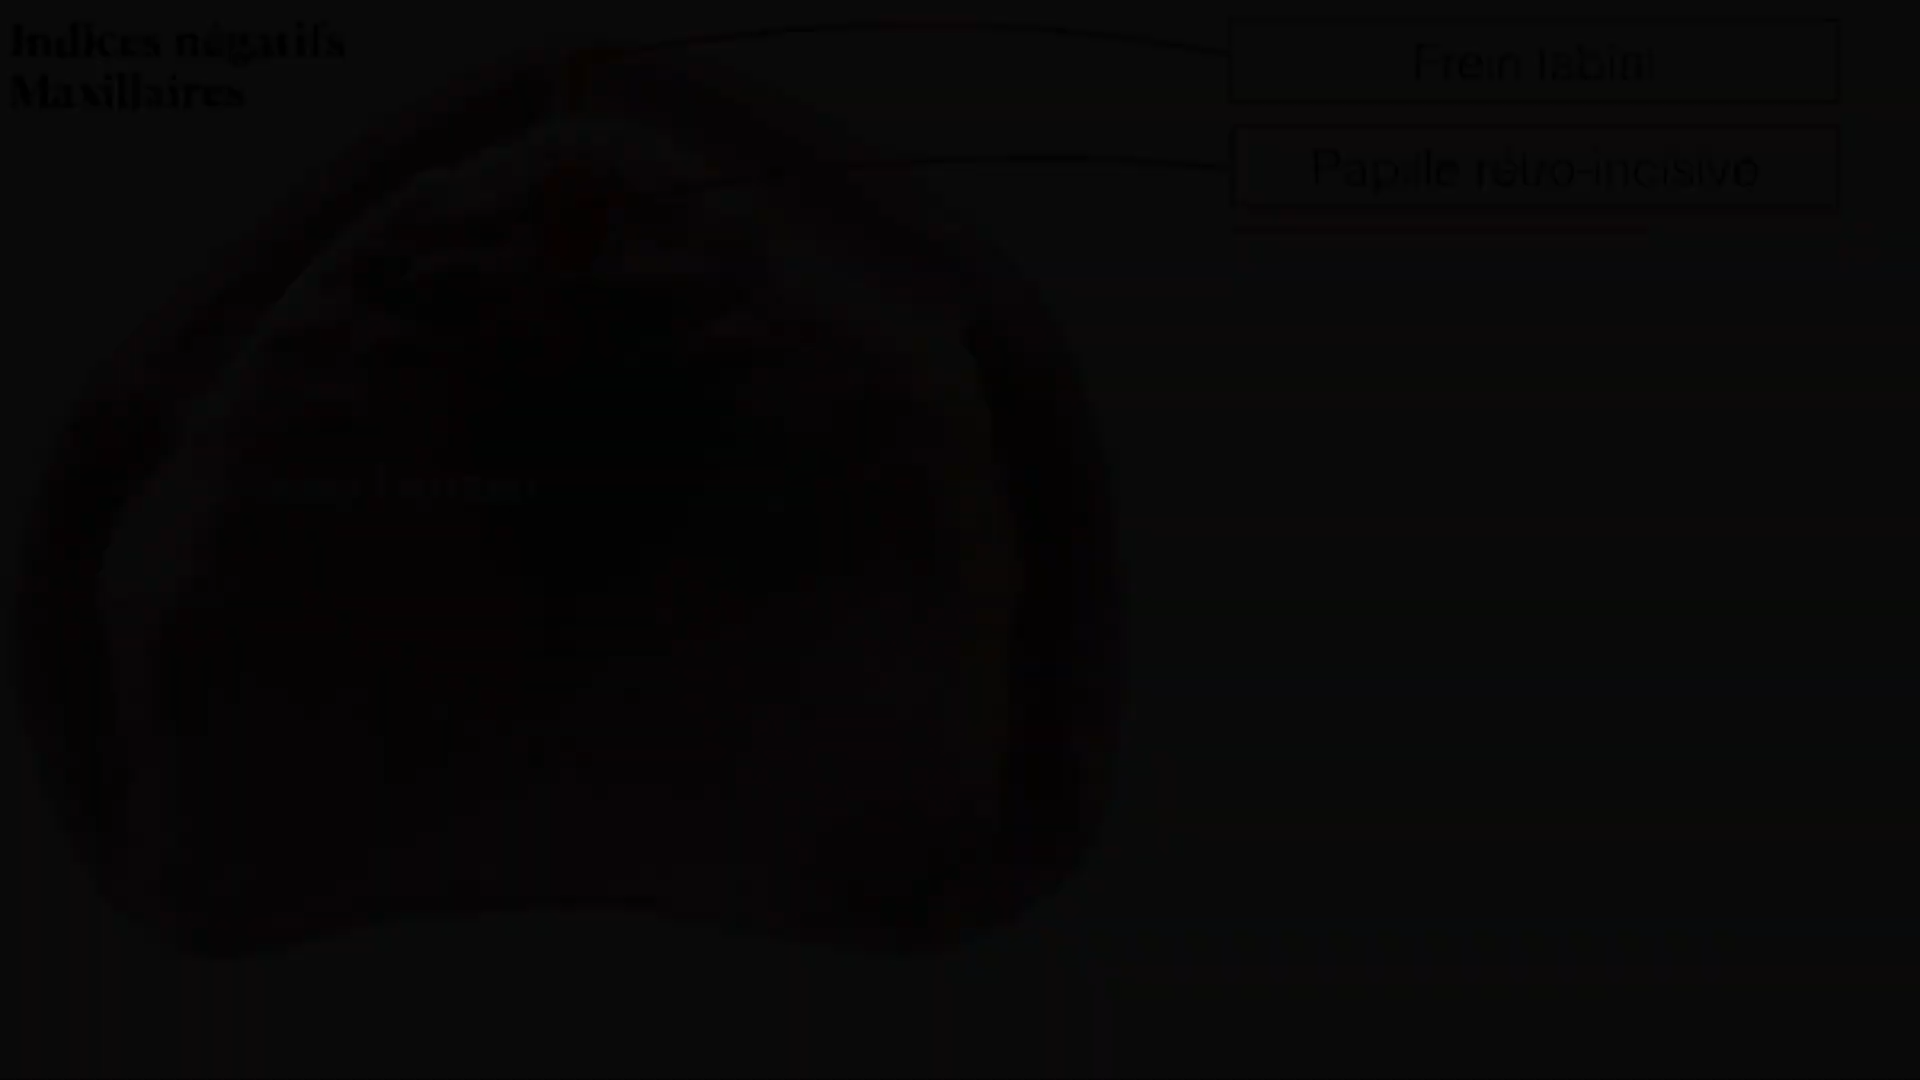 Indices négatifs
Maxillaires
Frein labial
Papille rétro-incisive